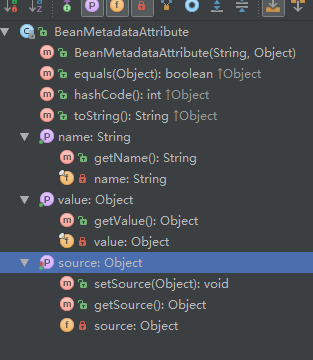 BeanMetadataAttribute
BeanMetadataAttribute(String, Object)
equals(Object): boolean ↑Object
hashCode(): int ↑Object
toString(): String ↑Object
name: String
getName(): String
name: String
value: Object
getValue(): Object
value: Object
source: Object
setSource(Object): void
getSource(): Object
source: Object